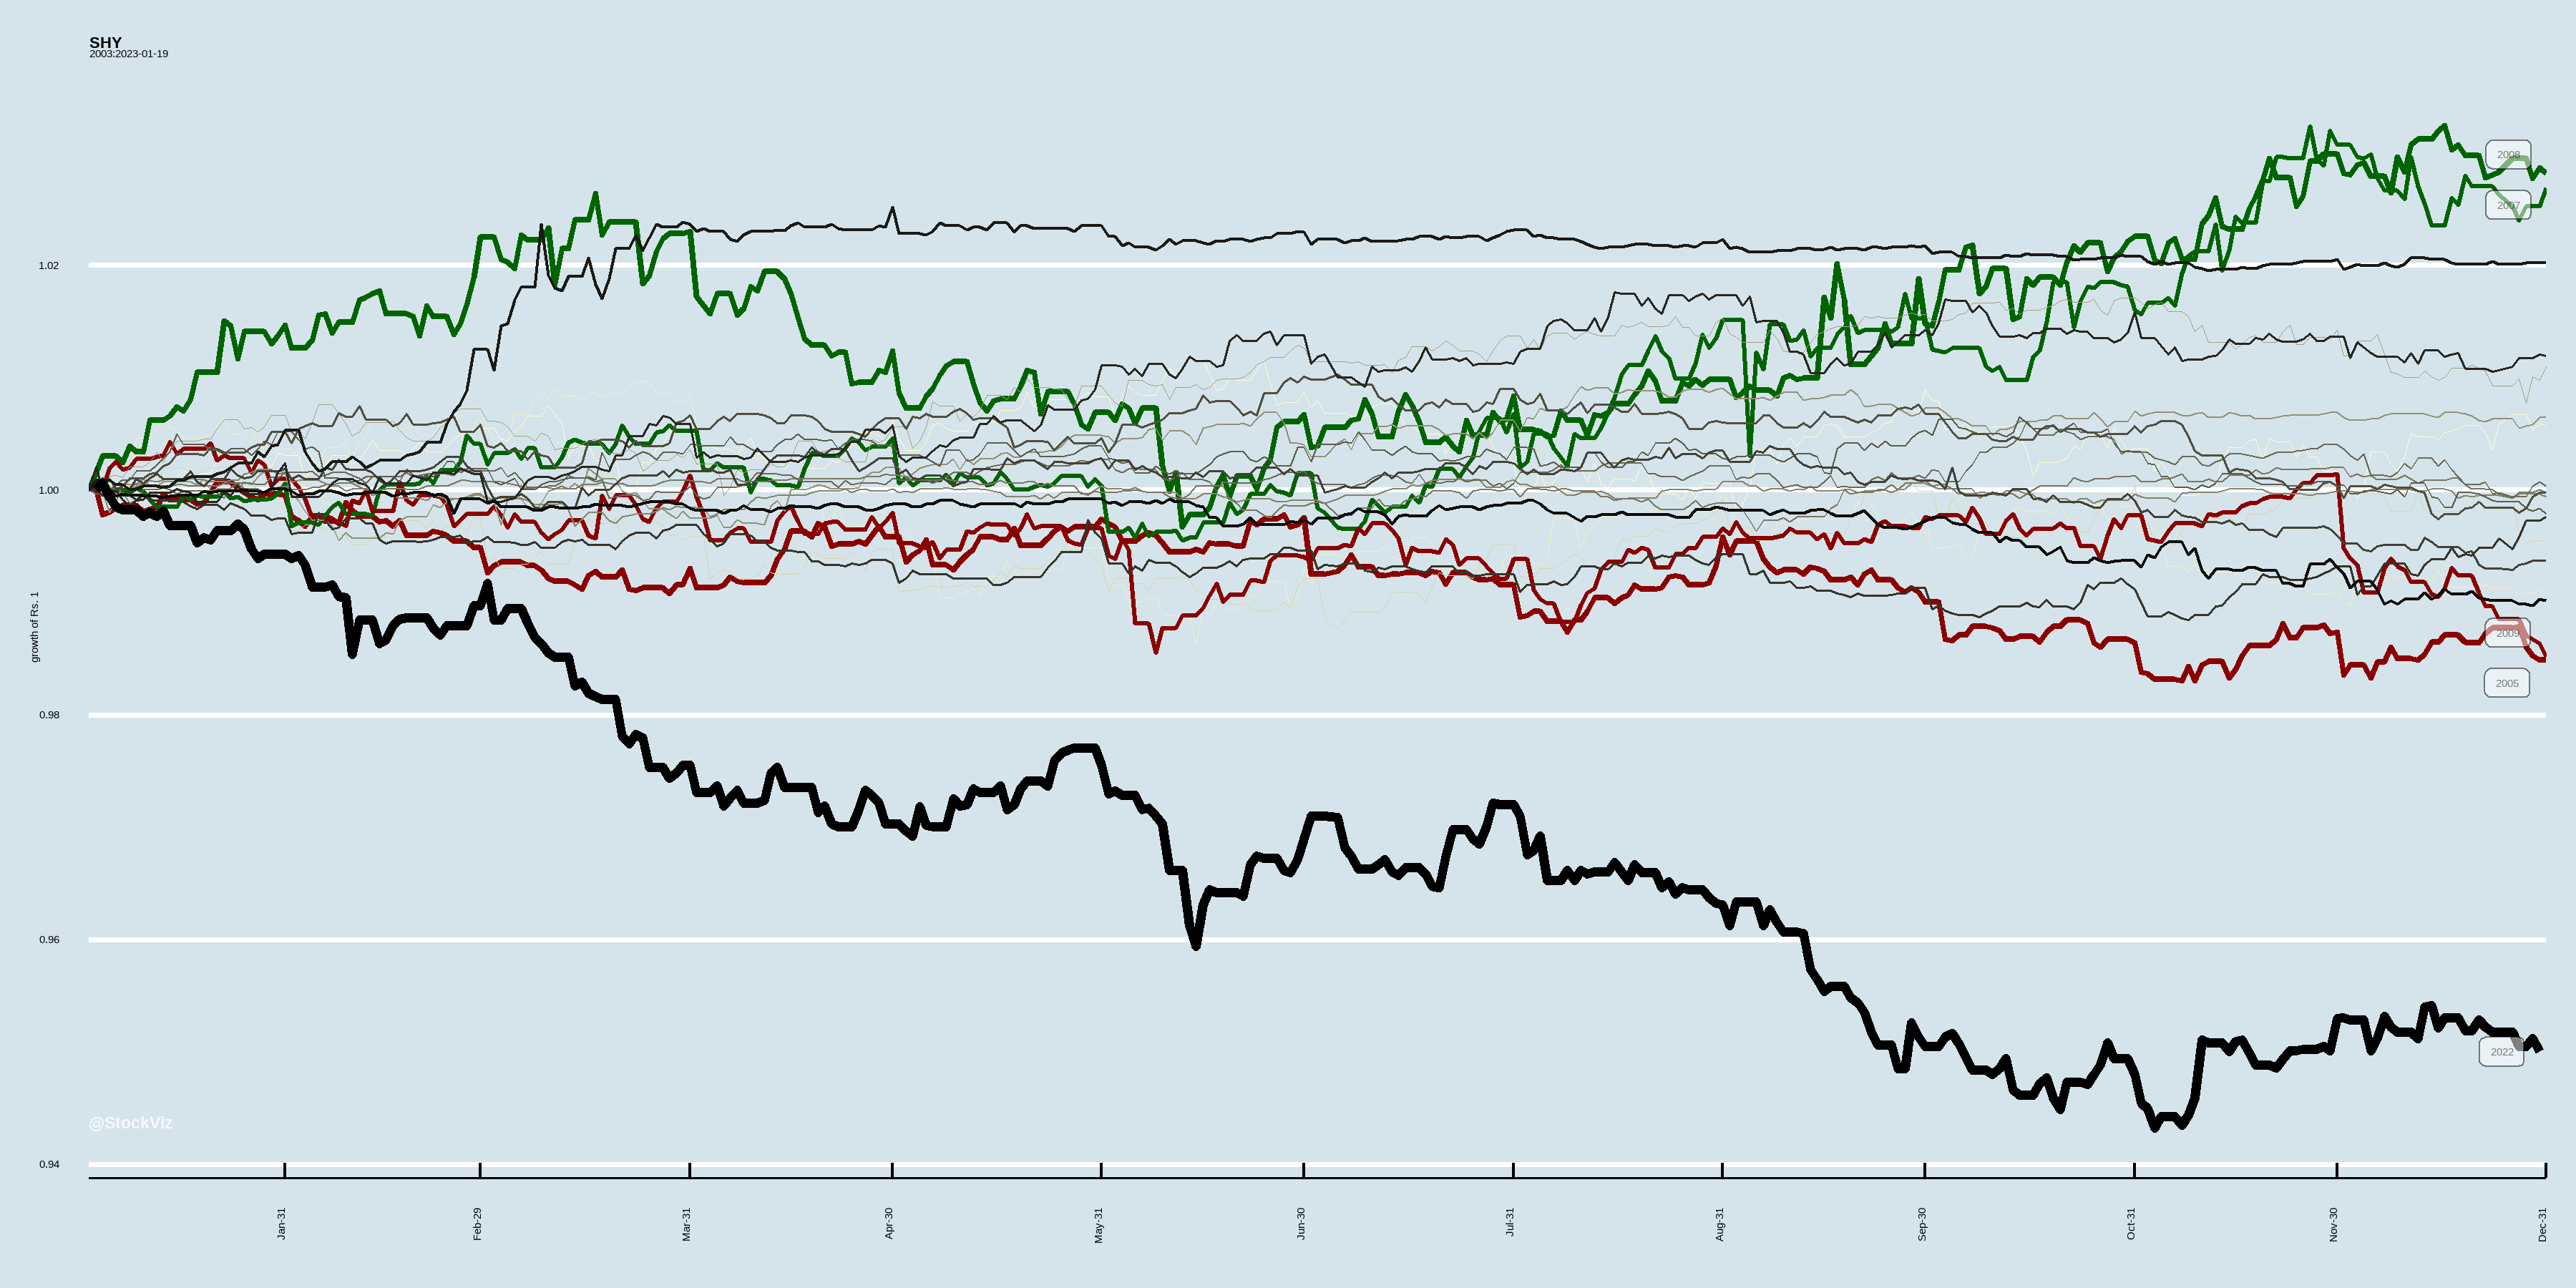 SHY
2003:2023-01-19
growth of Rs. 1
1.02
1.00
0.98
0.96
0.94
2008
2007
2009
2005
2022
@StockViz
Jan-31
Feb-29
Mar-31
Apr-30
May-31
Jun-30
Jul-31
Aug-31
Sep-30
Oct-31
Nov-30
Dec-31